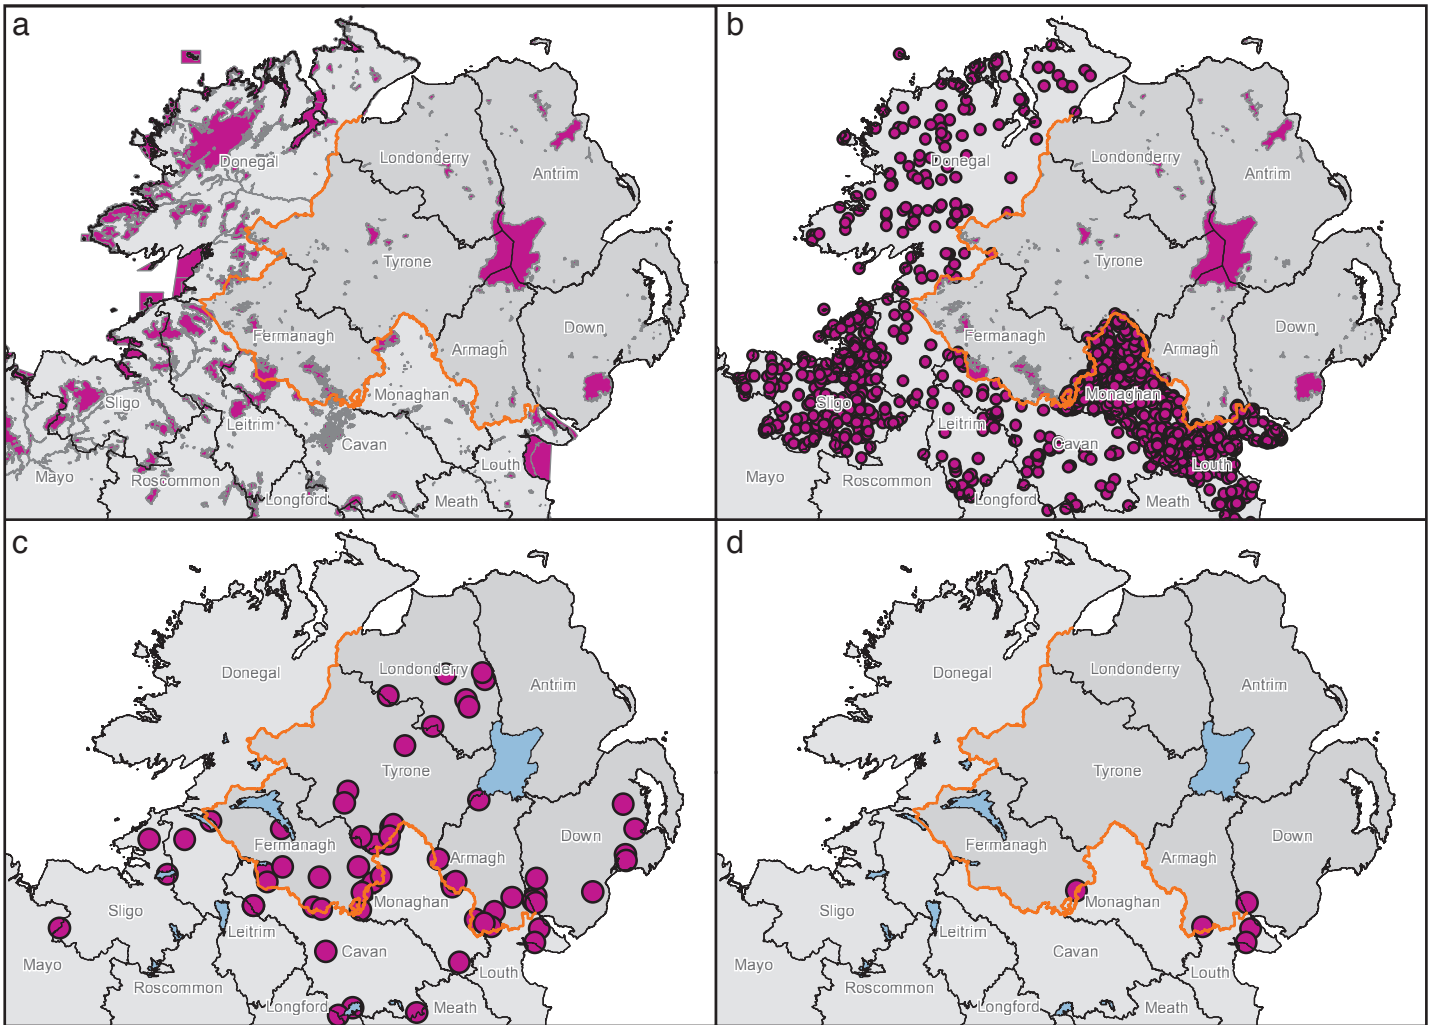 a
Donegal
Londonderry
Antrim
Tyrone
Fermanagh
Armagh
Down
Monaghan
Sligo
Leitrim
Cavan
Louth
Mayo
Roscommon
Longford
Meath
b
Donegal
Londonderry
Antrim
Tyrone
Fermanagh
Armagh
Down
Monaghan
Sligo
Leitrim
Cavan
Louth
Mayo
Roscommon
Longford
Meath
c
Donegal
Londonderry
Antrim
Tyrone
Fermanagh
Armagh
Down
Monaghan
Sligo
Leitrim
Cavan
Louth
Mayo
Roscommon
Longford
Meath
d
Donegal
Londonderry
Antrim
Tyrone
Fermanagh
Armagh
Down
Monaghan
Sligo
Leitrim
Cavan
Louth
Mayo
Roscommon
Longford
Meath